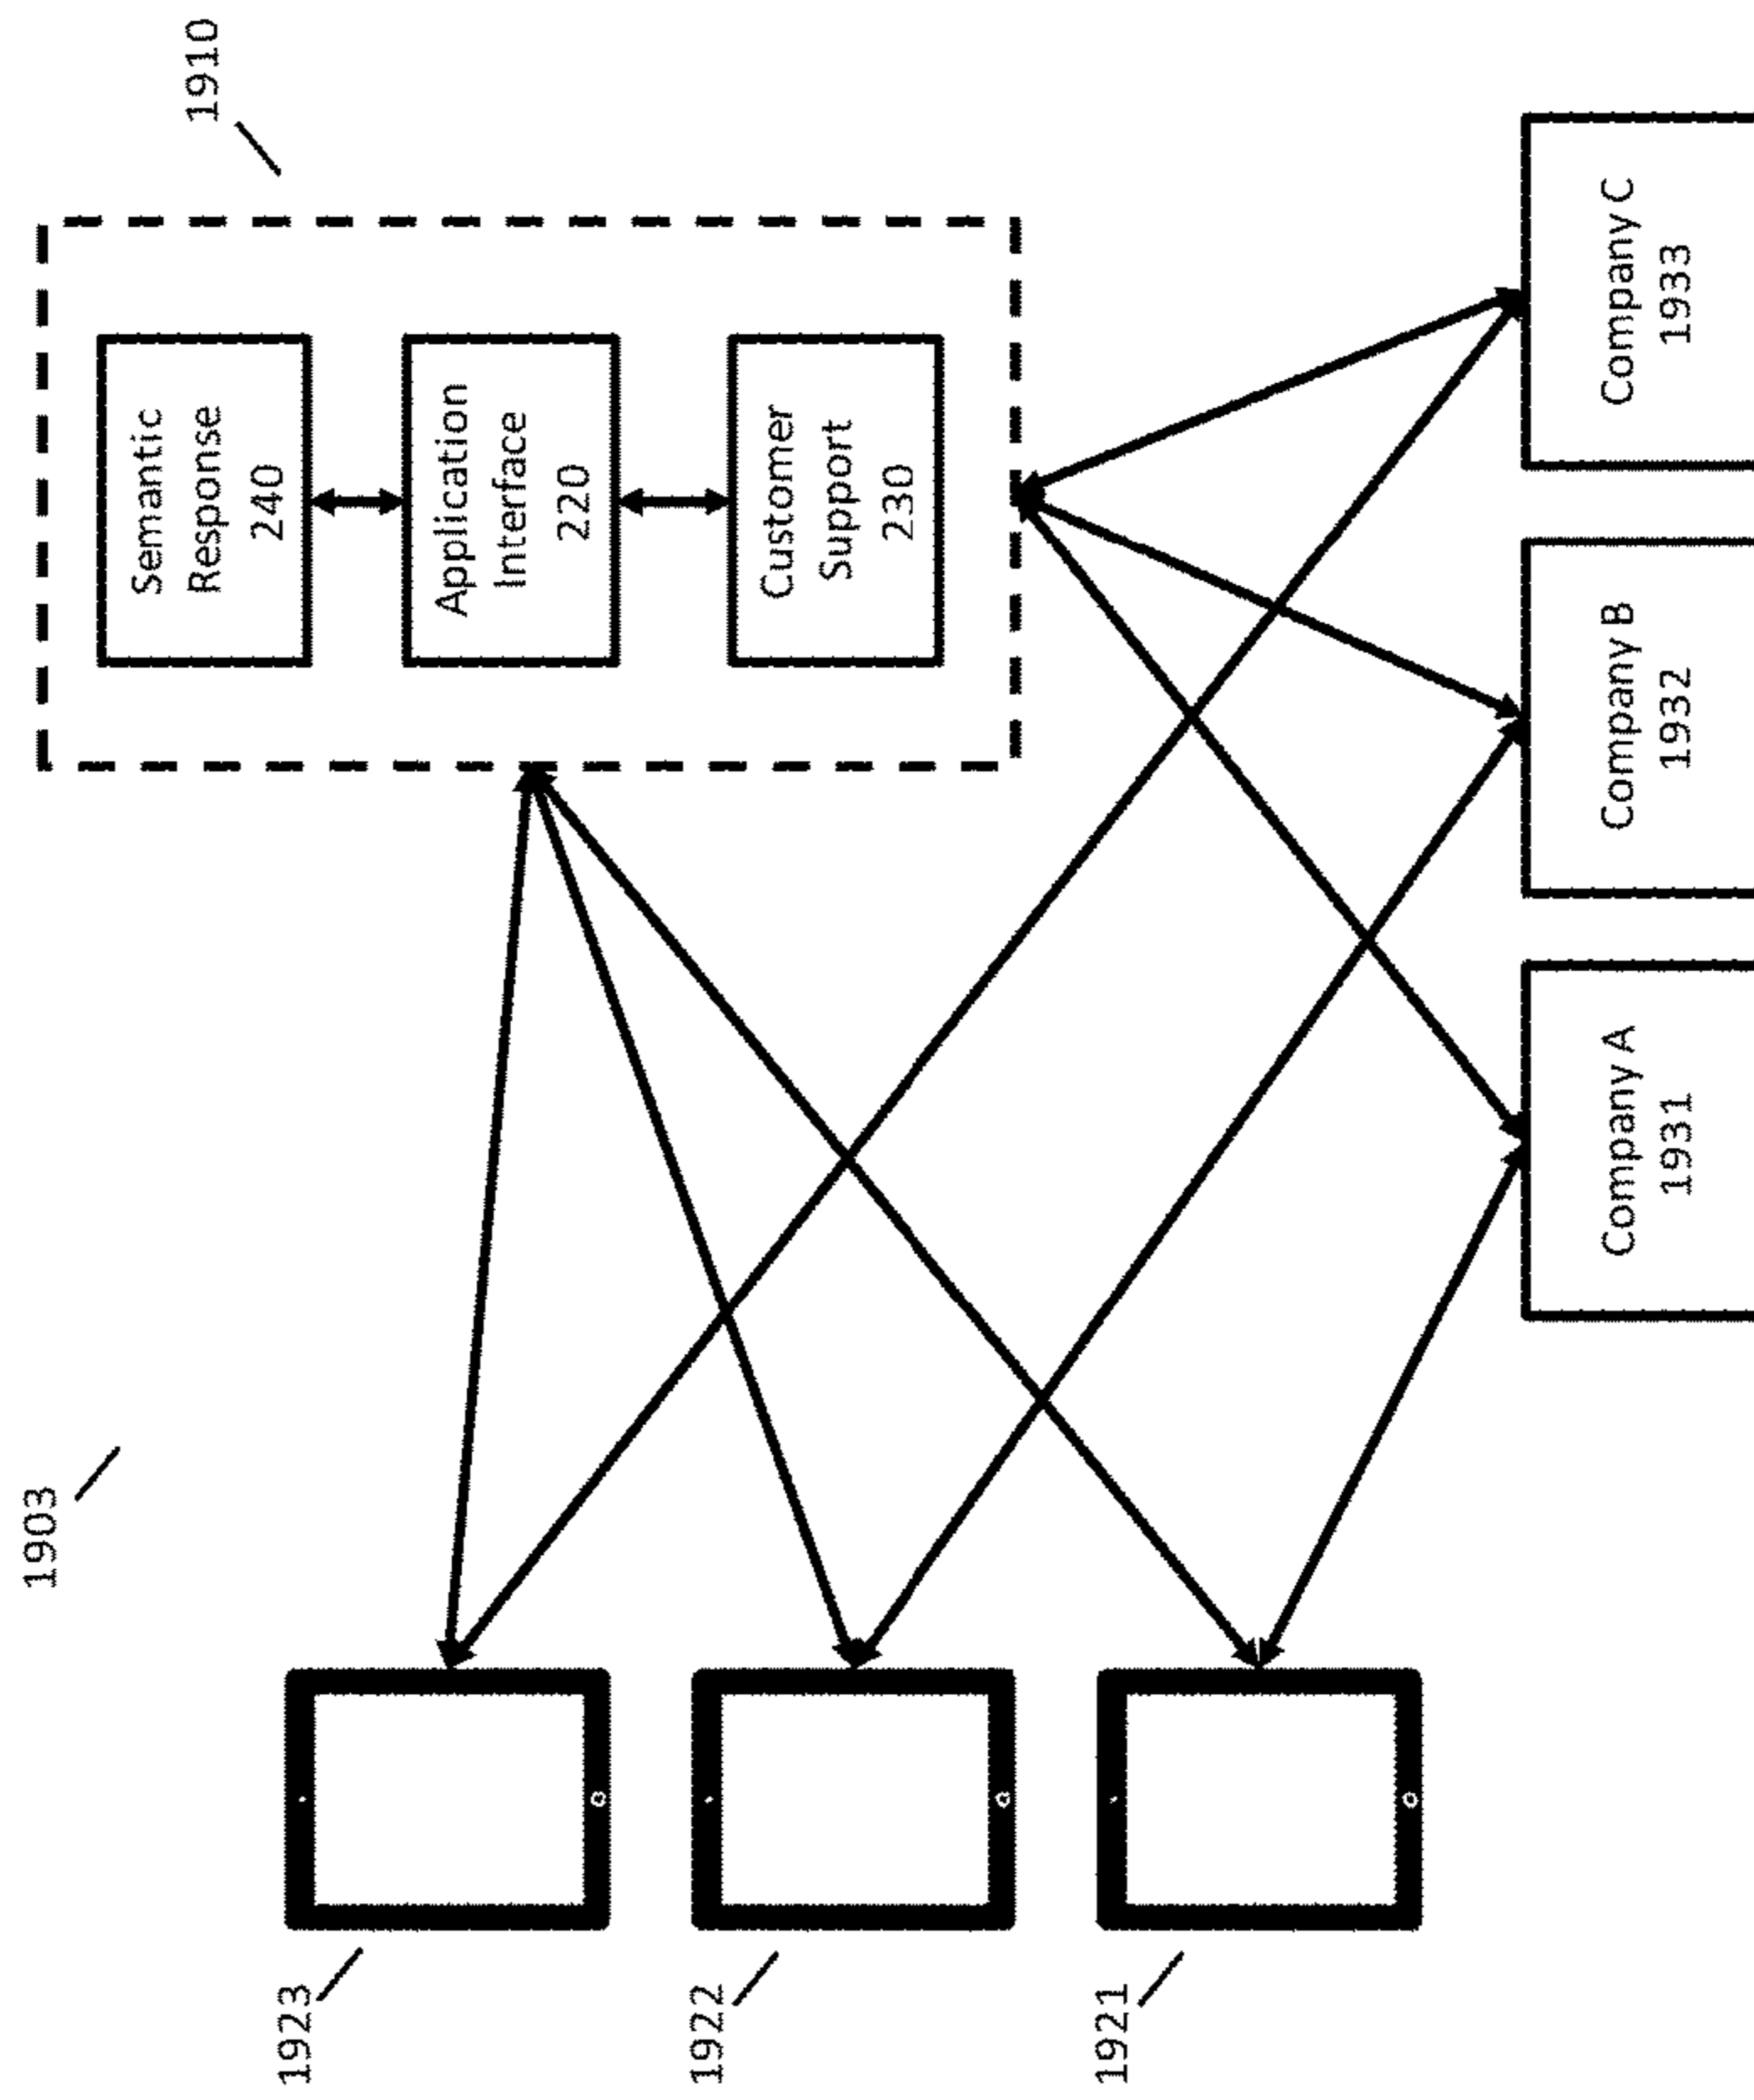 1903
1910
Semantic
Response
240
Application
Interface
220
Customer
Support
230
1923
1922
1921
Company A
1931
Company B
1932
Company C
1933